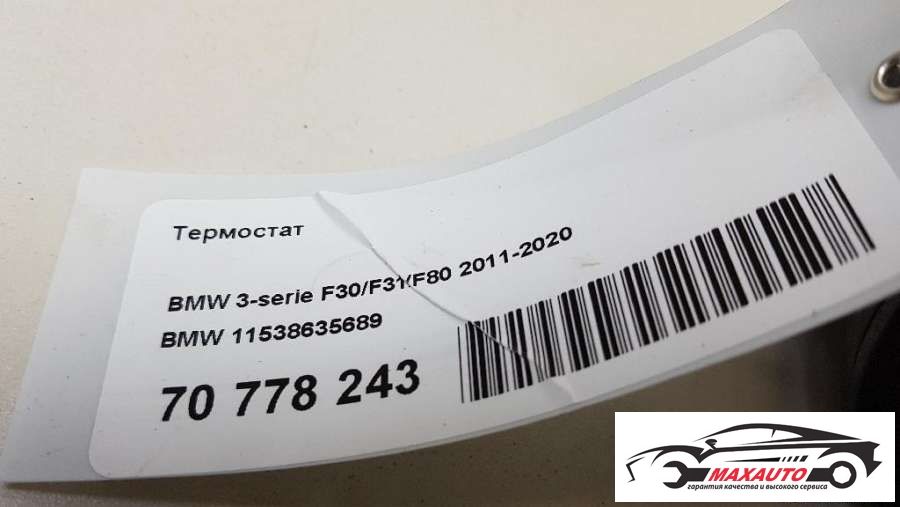 Термостат
BMW 3-serie F30/F31/F80 2011-2020
BMW 11538635689
70 778 243
MAXAUTO
гарантия качества и высокого сервиса